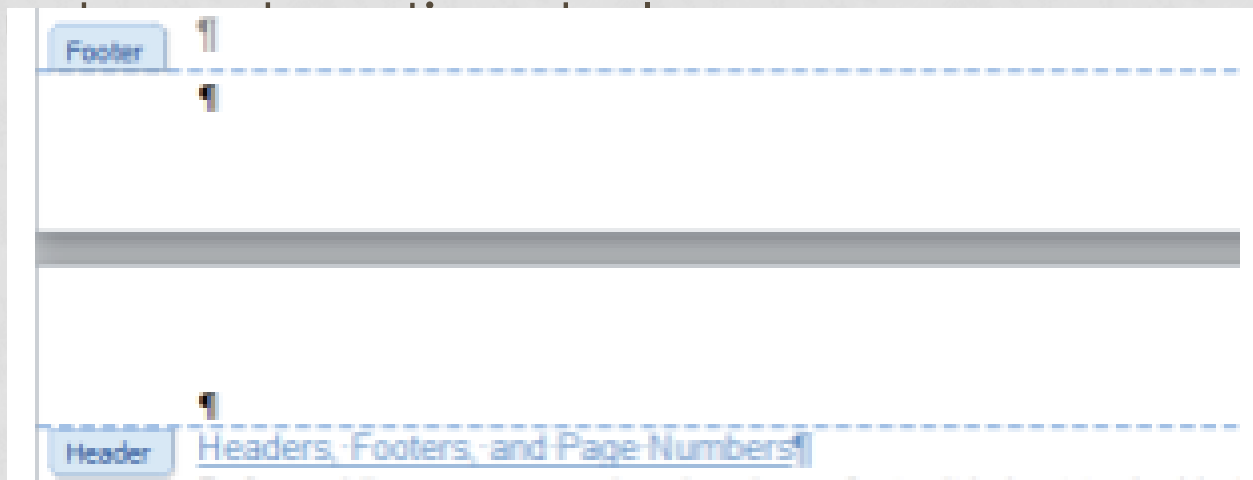 Footer ¶
¶
¶
Header Headers, Footers, and Page Numbers¶